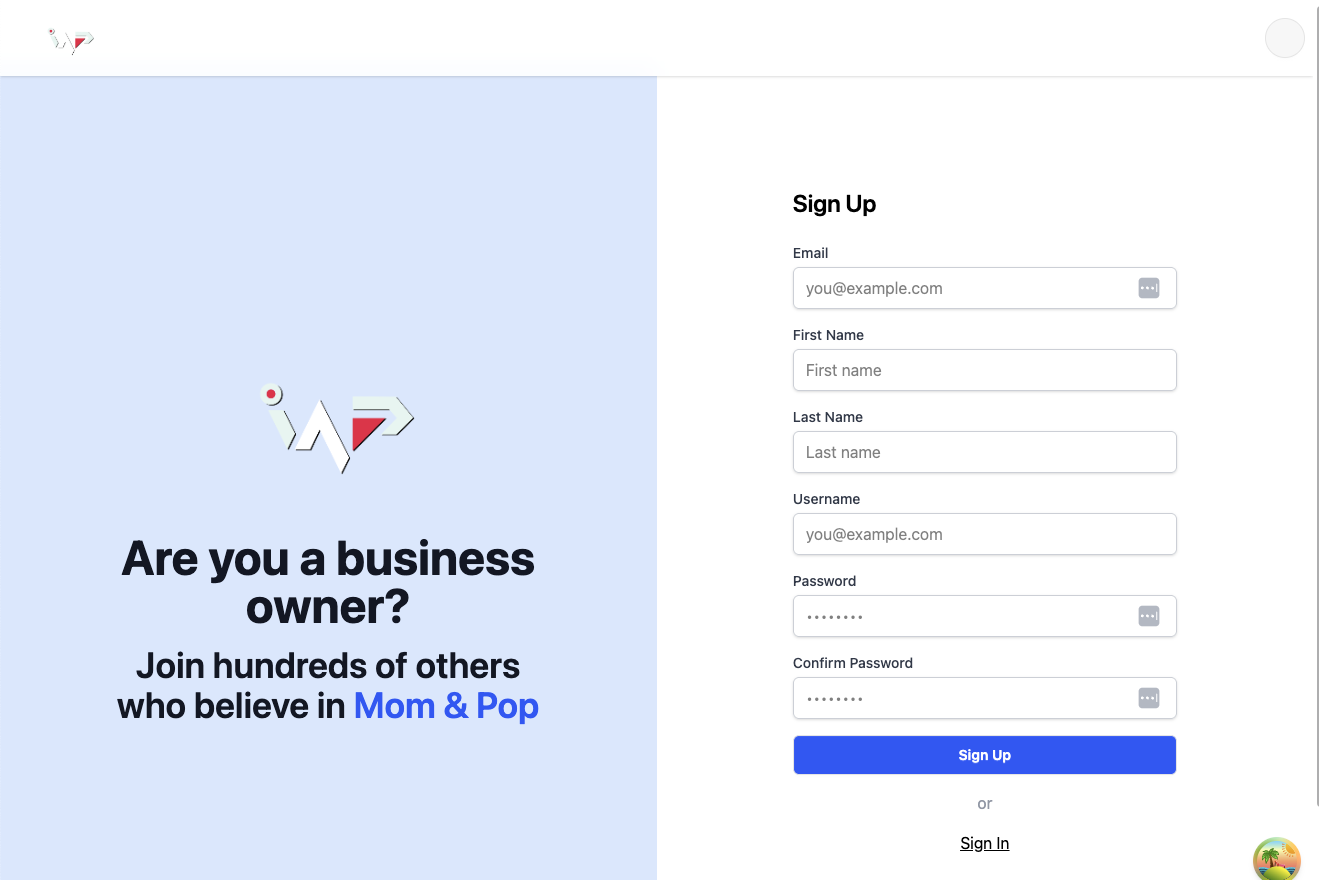 Are you a business
owner?
Join hundreds of others
who believe in Mom & Pop
Sign Up
Email
you@example.com
First Name
First name
Last Name
Last name
Username
you@example.com
Password
••••••••
Confirm Password
••••••••
Sign Up
or
Sign In